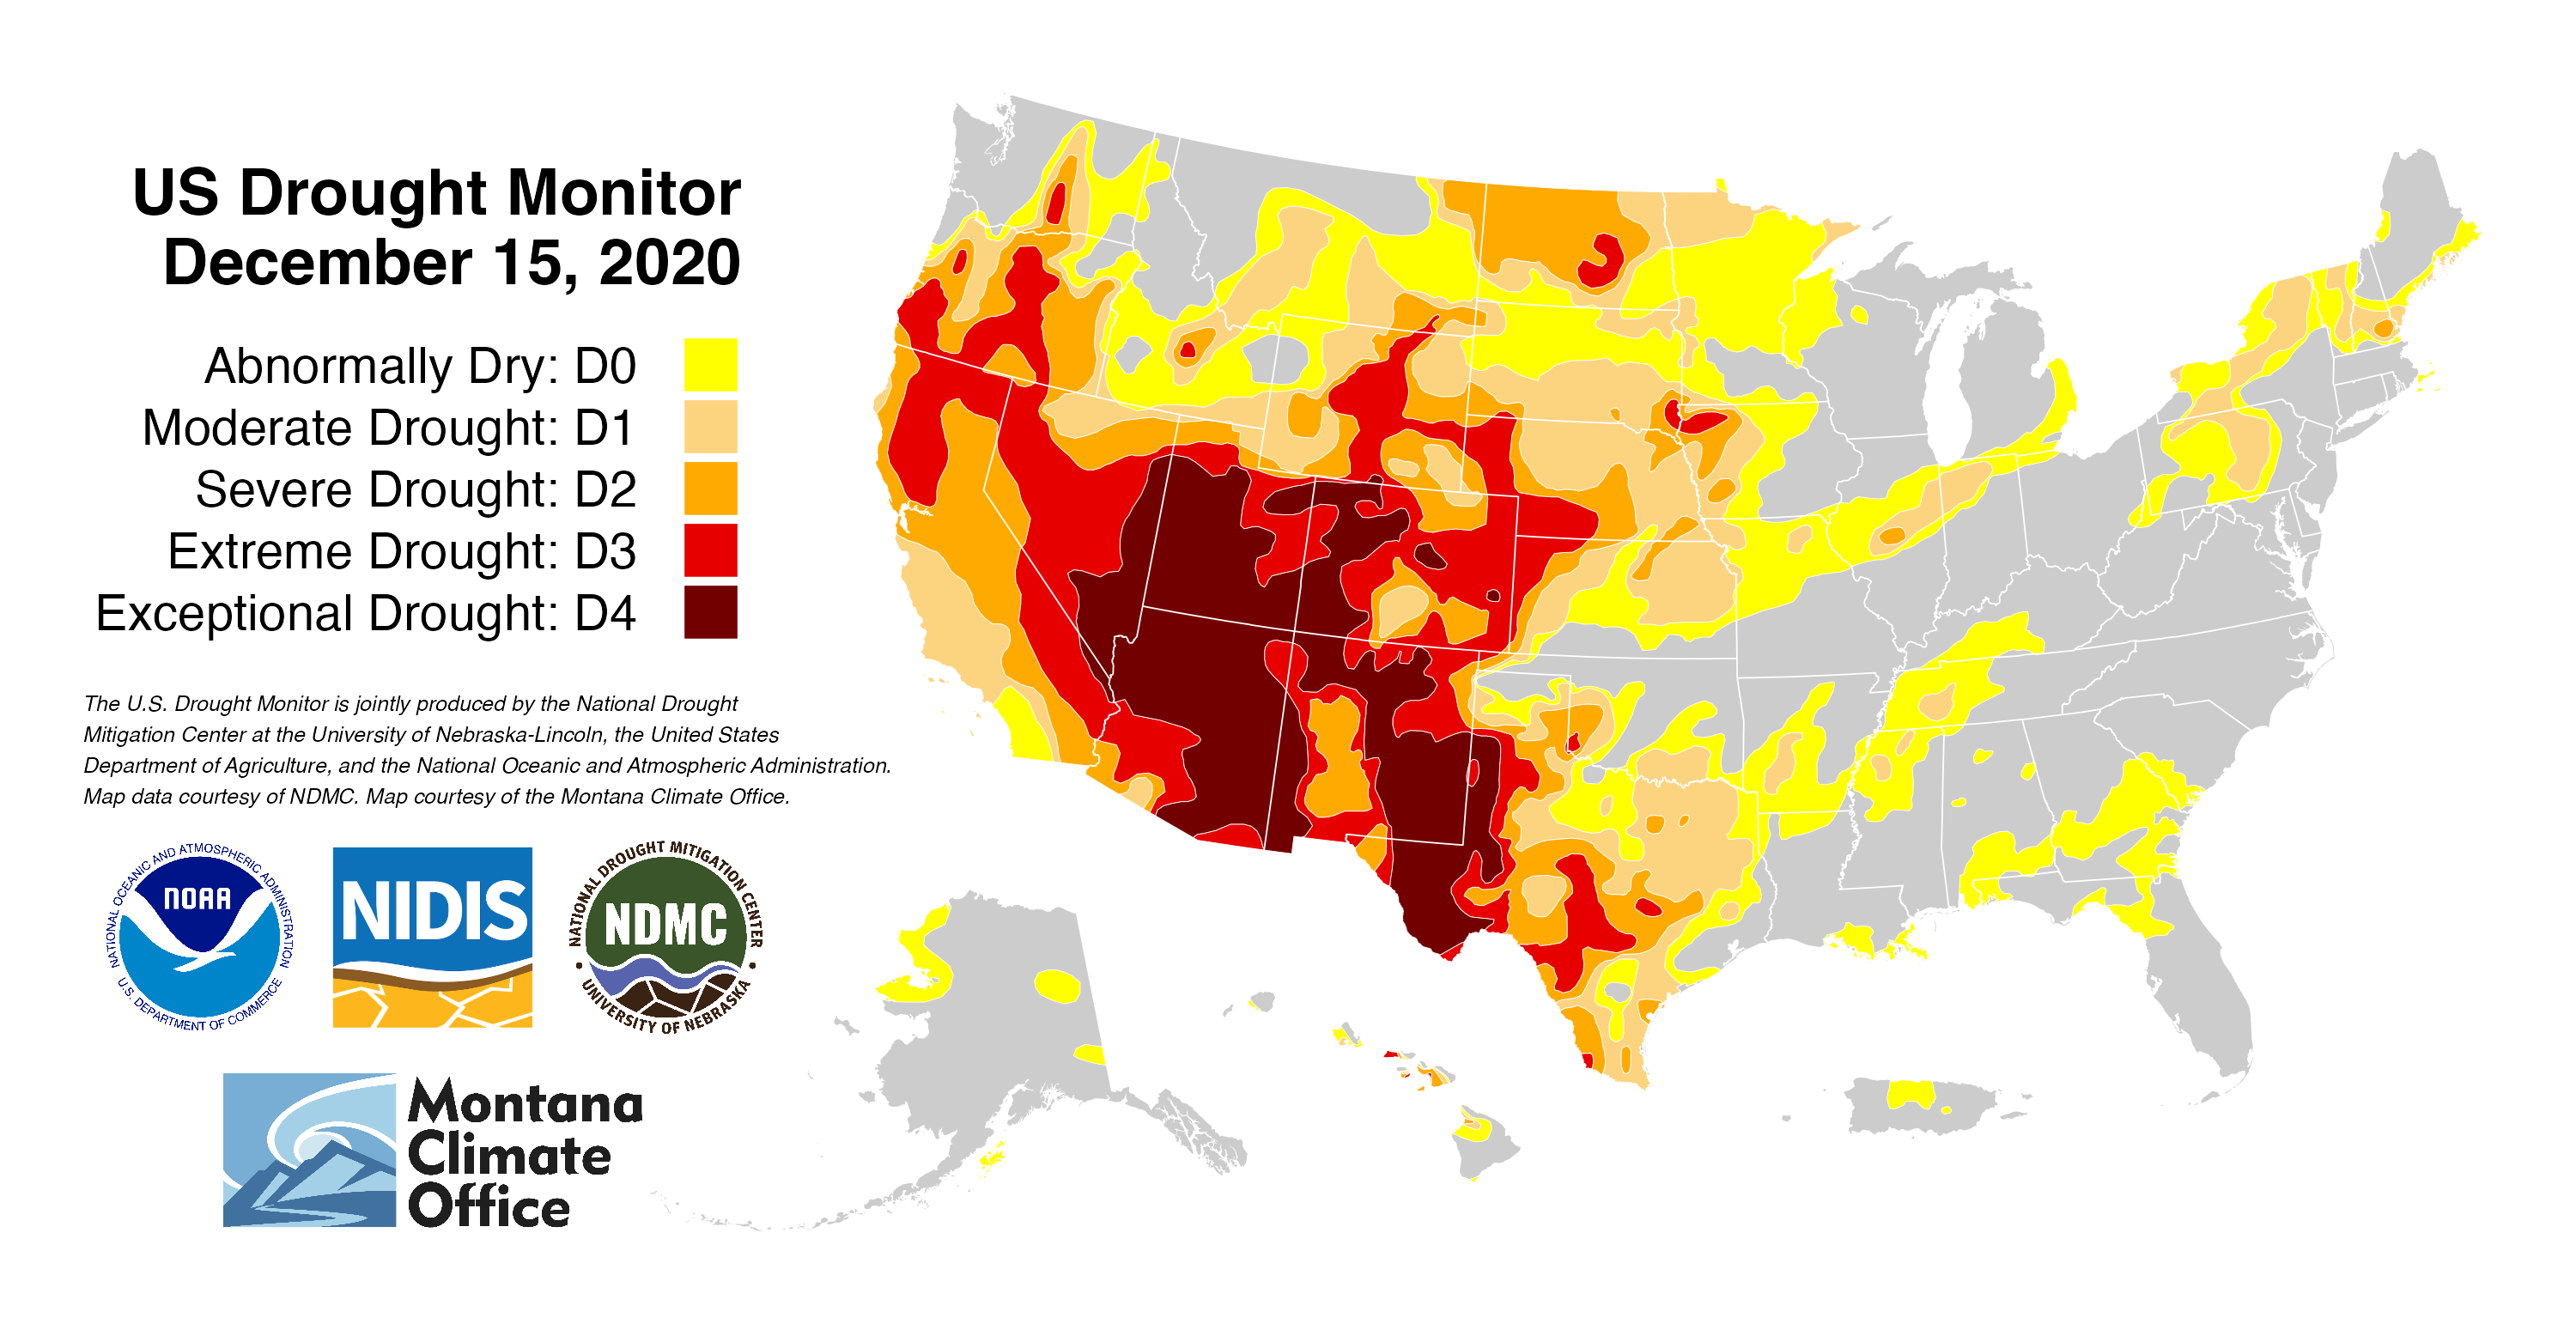 US Drought Monitor
December 15, 2020
Abnormally Dry: D0
Moderate Drought: D1
Severe Drought: D2
Extreme Drought: D3
Exceptional Drought: D4
The U.S. Drought Monitor is jointly produced by the National Drought
Mitigation Center at the University of Nebraska-Lincoln, the United States
Department of Agriculture, and the National Oceanic and Atmospheric Administration.
Map data courtesy of NDMC. Map courtesy of the Montana Climate Office.
NATIONAL OCEANIC AND ATMOSPHERIC ADMINISTRATION
NOAA
U.S. DEPARTMENT OF COMMERCE
NIDIS
NATIONAL DROUGHT MITIGATION CENTER
NDMC
UNIVERSITY OF NEBRASKA
Montana
Climate
Office